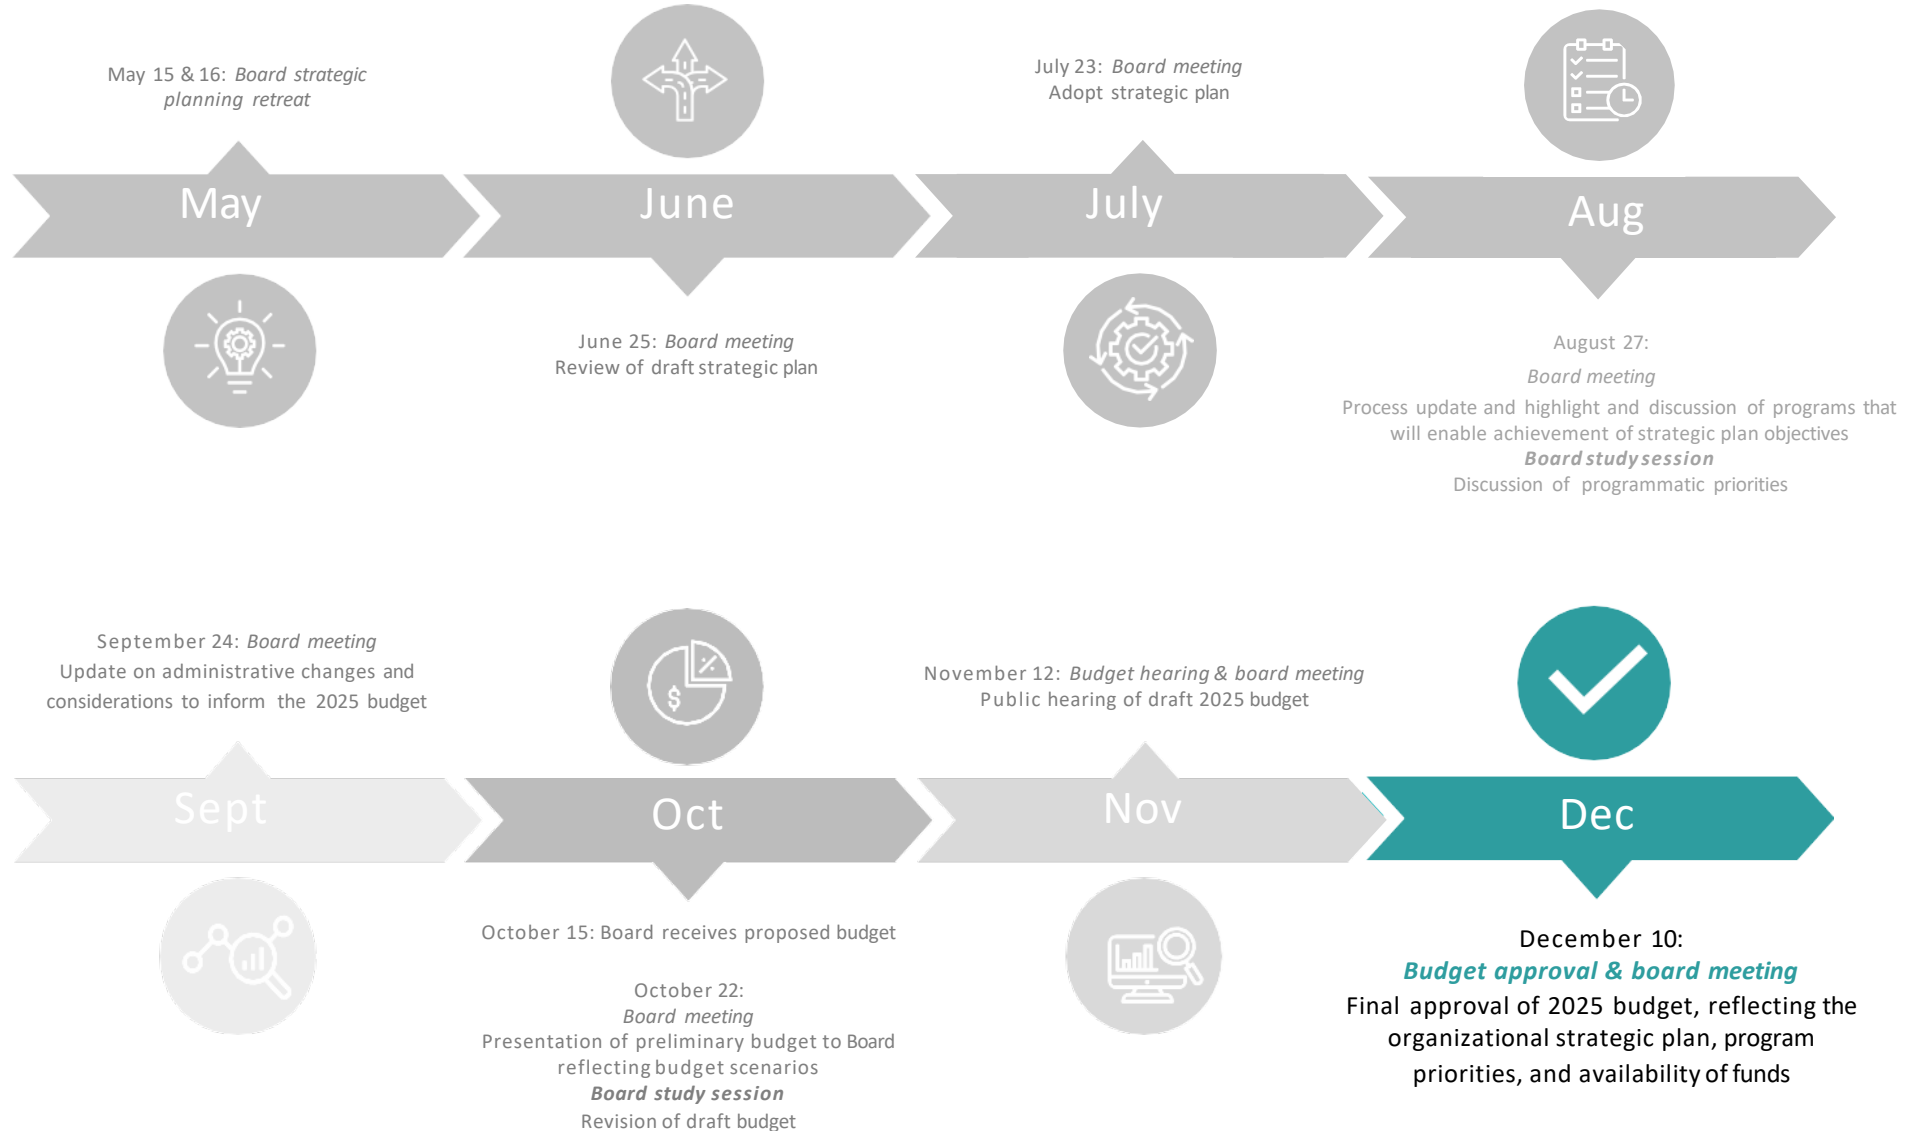 May 15 & 16: Board strategic
planning retreat
May
June
June 25: Board meeting
Review of draft strategic plan
July 23: Board meeting
Adopt strategic plan
July
Aug
August 27:
Board meeting
Process update and highlight and discussion of programs that
will enable achievement of strategic plan objectives
Board study session
Discussion of programmatic priorities
September 24: Board meeting
Update on administrative changes and
considerations to inform the 2025 budget
Sept
$ %
Oct
October 15: Board receives proposed budget
October 22:
Board meeting
Presentation of preliminary budget to Board
reflecting budget scenarios
Board study session
Revision of draft budget
November 12: Budget hearing & board meeting
Public hearing of draft 2025 budget
Nov
Dec
December 10:
Budget approval & board meeting
Final approval of 2025 budget, reflecting the
organizational strategic plan, program
priorities, and availability of funds